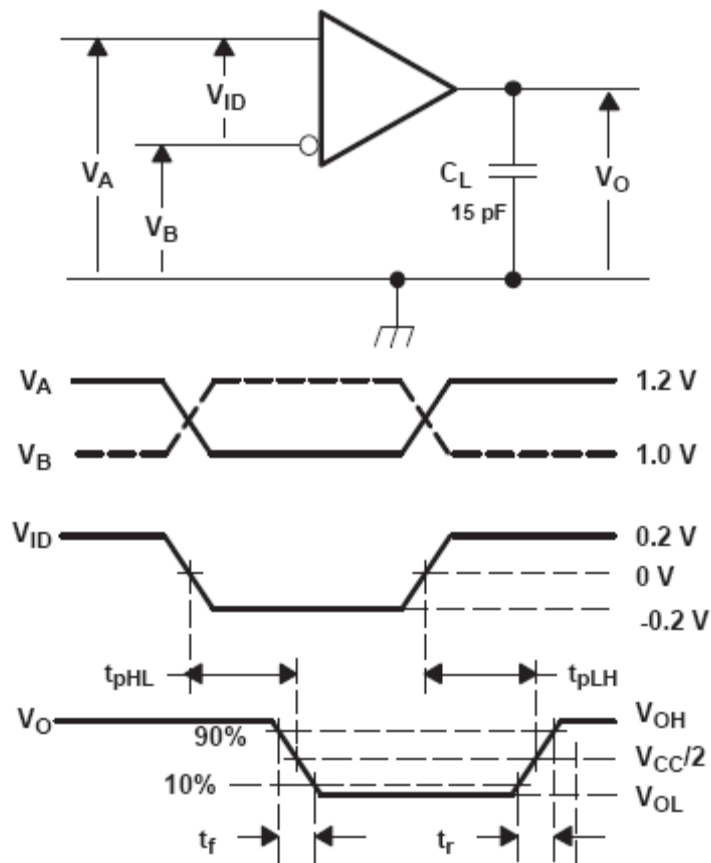 V_ID
V_A
V_B
C_L
15 pF
V_O
V_A
1.2 V
V_B
1.0 V
V_ID
0.2 V
0 V
-0.2 V
t_pHL
t_pLH
V_O
V_OH
90%
V_CC/2
10%
V_OL
t_f
t_r